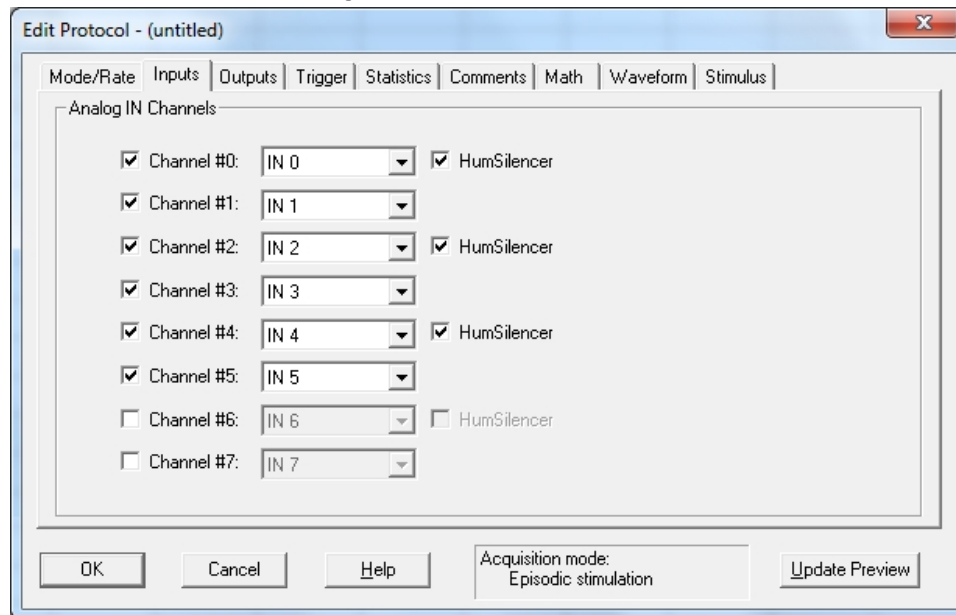 Edit Protocol - (untitled)
Mode/Rate Inputs Outputs Trigger Statistics Comments Math Waveform Stimulus
Analog IN Channels
Channel #0: IN 0 HumSilencer
Channel #1: IN 1
Channel #2: IN 2 HumSilencer
Channel #3: IN 3
Channel #4: IN 4 HumSilencer
Channel #5: IN 5
Channel #6: IN 6 HumSilencer
Channel #7: IN 7
Acquisition mode:
OK Cancel Help Episodic stimulation Update Preview